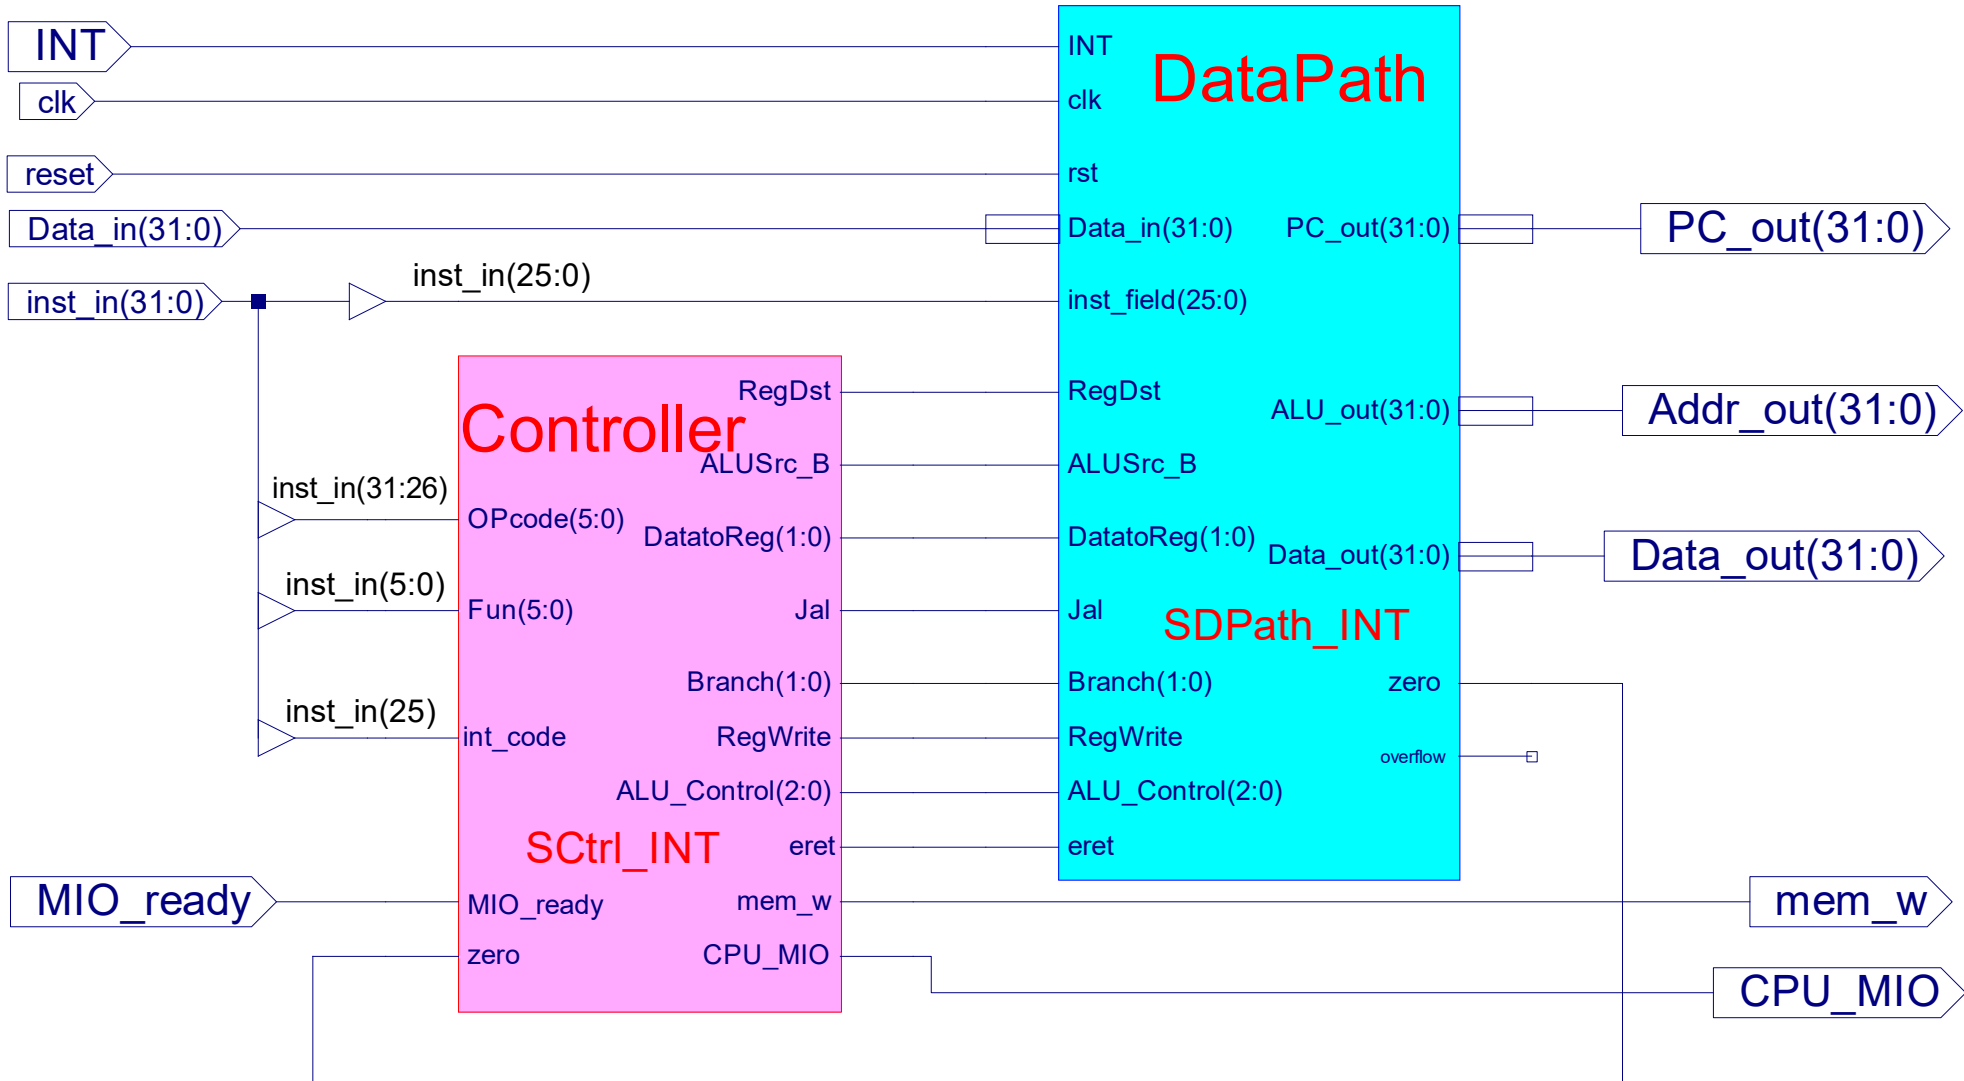 INT
INT
DataPath
clk
clk
reset
rst
Data_in(31:0)
Data_in(31:0)
PC_out(31:0)
PC_out(31:0)
inst_in(31:0)
inst_in(25:0)
inst_field(25:0)
Controller
RegDst
RegDst
ALU_out(31:0)
Addr_out(31:0)
ALUSrc_B
ALUSrc_B
inst_in(31:26)
OPcode(5:0)
DatatoReg(1:0)
DatatoReg(1:0)
Data_out(31:0)
Data_out(31:0)
inst_in(5:0)
Fun(5:0)
Jal
Jal
SDPath_INT
Branch(1:0)
Branch(1:0)
zero
inst_in(25)
int_code
RegWrite
RegWrite
overflow
ALU_Control(2:0)
ALU_Control(2:0)
SCtrl_INT
eret
eret
MIO_ready
MIO_ready
mem_w
mem_w
zero
CPU_MIO
CPU_MIO